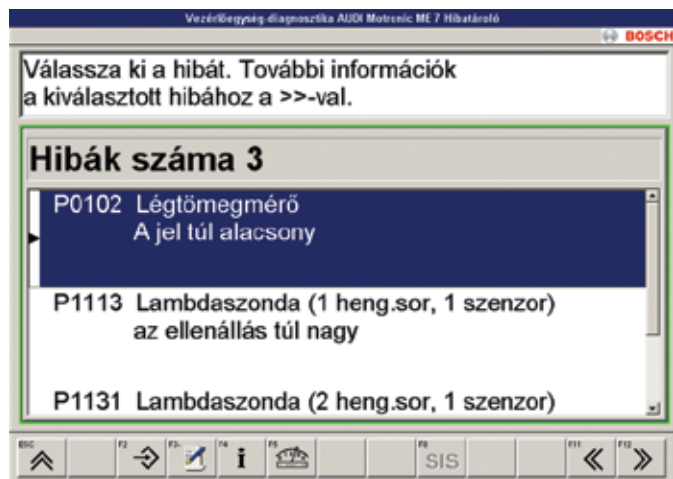 Vezérlőegység-diagnosztika AUDI Motronic ME 7 Hibatároló
BOSCH
Válassza ki a hibát. További információk
a kiválasztott hibához a >>-val.
Hibák száma 3
P0102 Légtömegmérő
A jel túl alacsony
P1113 Lambdaszonda (1 heng.sor, 1 szenzor)
az ellenállás túl nagy
P1131 Lambdaszonda (2 heng.sor, 1 szenzor)
ESC F2 F3 F4 i F5 F8 SIS F11 « F12 »